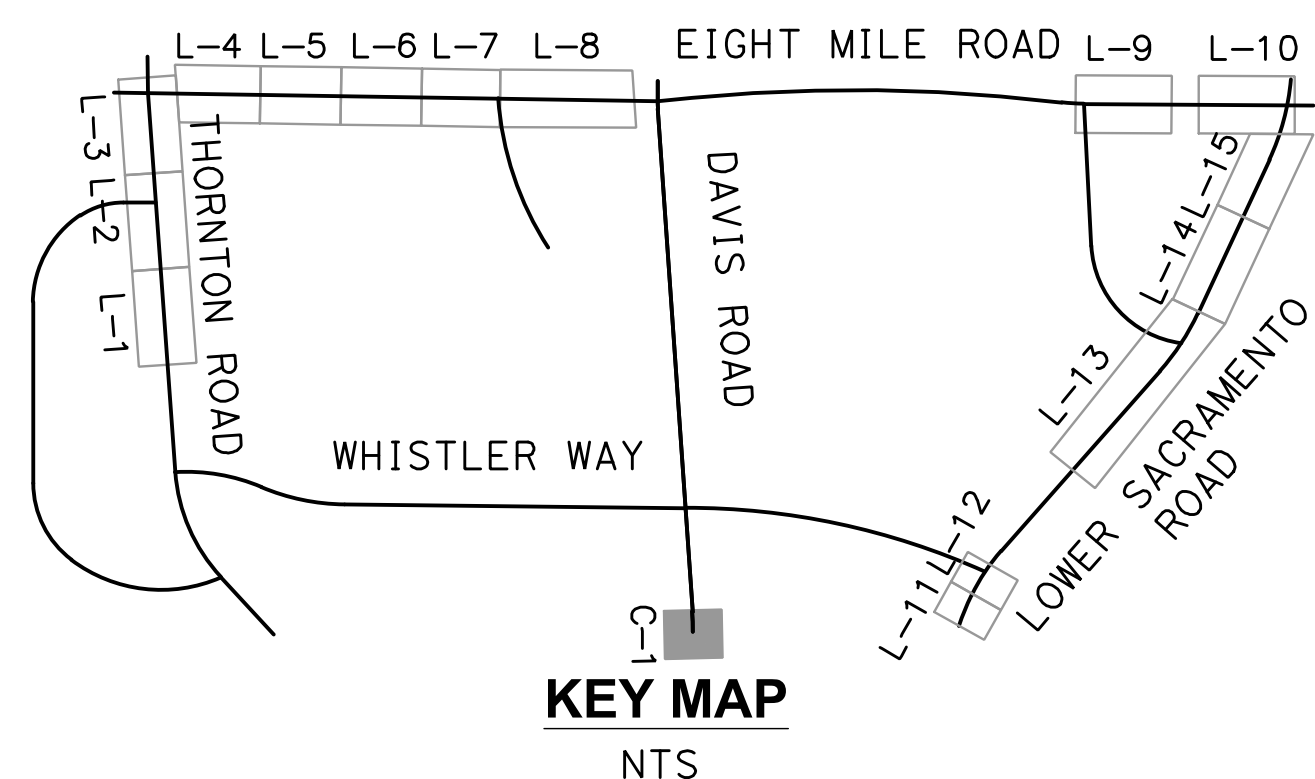 L-4 L-5 L-6 L-7 L-8 EIGHT MILE ROAD L-9 L-10
L-3
L-2
L-1
THORNTON ROAD
DAVIS ROAD
L-15
L-14
L-13
LOWER SACRAMENTO
ROAD
WHISTLER WAY
L-12
L-11
C-1
KEY MAP
NTS